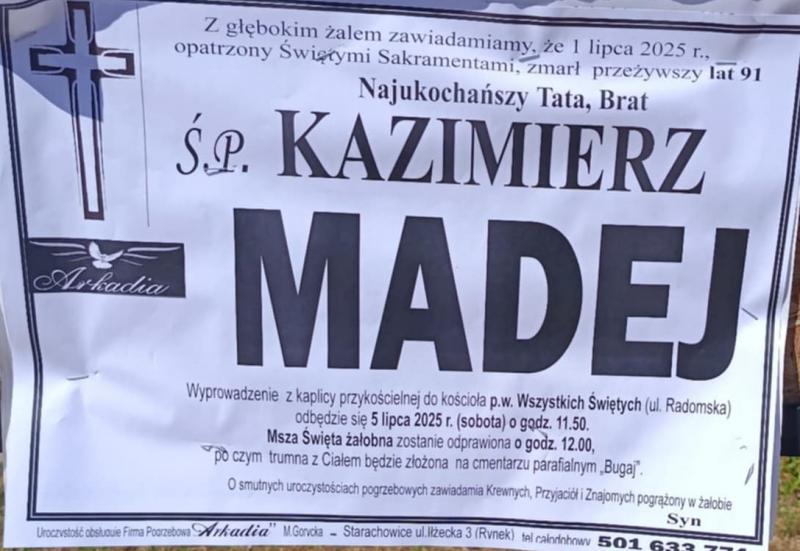 Z głębokim żalem zawiadamiamy, że 1 lipca 2025 r.,
opatrzony Świętymi Sakramentami, zmarł przeżywszy lat 91
Najukochańszy Tata, Brat
Ś.P. KAZIMIERZ
MADEJ
Arkadia
Wyprowadzenie z kaplicy przykościelnej do kościoła p.w. Wszystkich Świętych (ul. Radomska)
odbędzie się 5 lipca 2025 r. (sobota) o godz. 11.50.
Msza Święta żałobna zostanie odprawiona o godz. 12.00,
po czym trumna z Ciałem będzie złożona na cmentarzu parafialnym „Bugaj".
O smutnych uroczystościach pogrzebowych zawiadamia Krewnych, Przyjaciół i Znajomych pogrążony w żałobie
Syn
Uroczystość obsługuje Firma Pogrzebowa "Arkadia" M.Gorycka - Starachowice ul.Iłżecka 3 (Rynek) tel.całodobowy 501 633